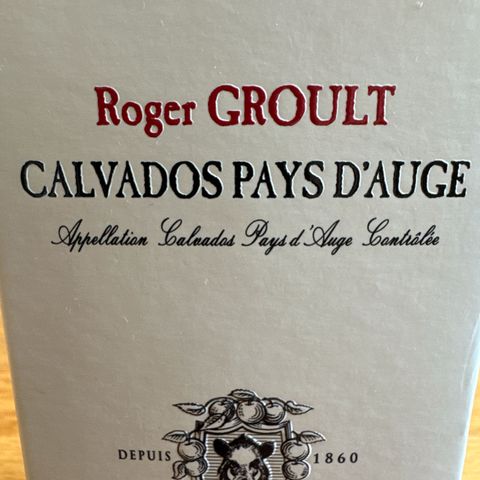 Roger GROULT
CALVADOS PAYS D'AUGE
Appellation Calvados Pays d'Auge Contrôlée
DEPUIS 1860